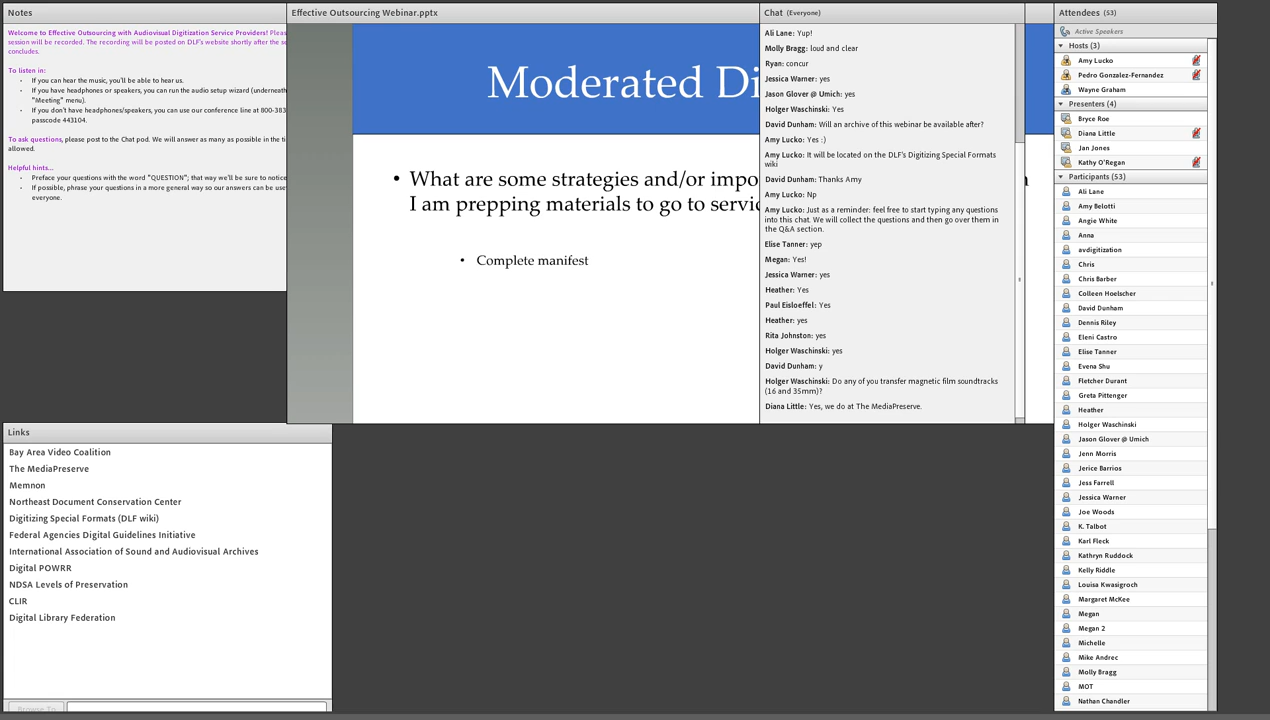 Notes
Welcome to Effective Outsourcing with Audiovisual Digitization Service Providers! Pleas
session will be recorded. The recording will be posted on DLF's website shortly after the se
concludes.
To listen in:
• If you can hear the music, you'll be able to hear us.
• If you have headphones or speakers, you can run the audio setup wizard (underneath
"Meeting" menu).
• If you don't have headphones/speakers, you can use our conference line at 800-383
passcode 443104.
To ask questions, please post to the Chat pod. We will answer as many as possible in the ti
allowed.
Helpful hints...
• Preface your questions with the word "QUESTION"; that way we'll be sure to notice
• If possible, phrase your questions in a more general way so our answers can be use
everyone.
Effective Outsourcing Webinar.pptx
Moderated Di
• What are some strategies and/or impo
I am prepping materials to go to servic
• Complete manifest
Chat (Everyone)
Ali Lane: Yup!
Molly Bragg: loud and clear
Ryan: concur
Jessica Warner: yes
Jason Glover @ Umich: yes
Holger Waschinski: Yes
David Dunham: Will an archive of this webinar be available after?
Amy Lucko: Yes :)
Amy Lucko: It will be located on the DLF's Digitizing Special Formats
wiki
David Dunham: Thanks Amy
Amy Lucko: Np
Amy Lucko: Just as a reminder: feel free to start typing any questions
into this chat. We will collect the questions and then go over them in
the Q&A section.
Elise Tanner: yep
Megan: Yes!
Jessica Warner: yes
Heather: Yes
Paul Eisloeffel: Yes
Heather: yes
Rita Johnston: yes
Holger Waschinski: yes
David Dunham: y
Holger Waschinski: Do any of you transfer magnetic film soundtracks
(16 and 35mm)?
Diana Little: Yes, we do at The MediaPreserve.
Attendees (53)
Active Speakers
Hosts (3)
Amy Lucko
Pedro Gonzalez-Fernandez
Wayne Graham
Presenters (4)
Bryce Roe
Diana Little
Jan Jones
Kathy O'Regan
Participants (53)
Ali Lane
Amy Belotti
Angie White
Anna
avdigitization
Chris
Chris Barber
Colleen Hoelscher
David Dunham
Dennis Riley
Eleni Castro
Elise Tanner
Evena Shu
Fletcher Durant
Greta Pittenger
Heather
Holger Waschinski
Jason Glover @ Umich
Jenn Morris
Jerice Barrios
Jess Farrell
Jessica Warner
Joe Woods
K. Talbot
Karl Fleck
Kathryn Ruddock
Kelly Riddle
Louisa Kwasigroch
Margaret McKee
Megan
Megan 2
Michelle
Mike Andrec
Molly Bragg
MOT
Nathan Chandler
Links
Bay Area Video Coalition
The MediaPreserve
Memnon
Northeast Document Conservation Center
Digitizing Special Formats (DLF wiki)
Federal Agencies Digital Guidelines Initiative
International Association of Sound and Audiovisual Archives
Digital POWRR
NDSA Levels of Preservation
CLIR
Digital Library Federation
Browse To